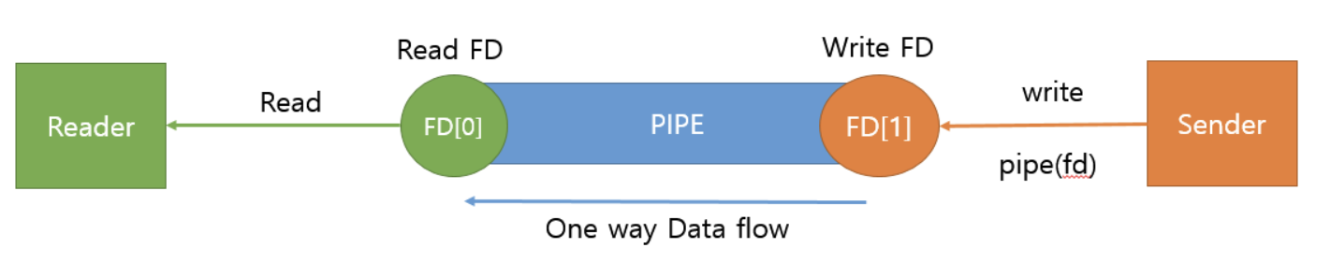 Read FD
Write FD
Reader
Read
FD[0]
PIPE
FD[1]
write
pipe(fd)
Sender
One way Data flow